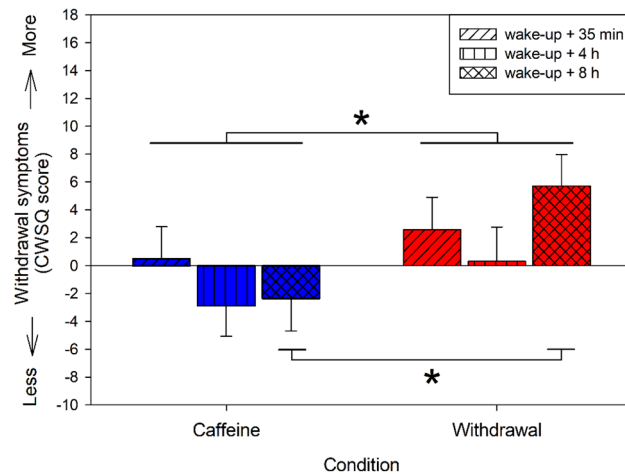 18
16
14
12
10
8
6
4
2
0
-2
-4
-6
-8
-10
Less <--- Withdrawal symptoms ---> More
(CWSQ score)
wake-up + 35 min
wake-up + 4 h
wake-up + 8 h
*
*
Caffeine Withdrawal
Condition